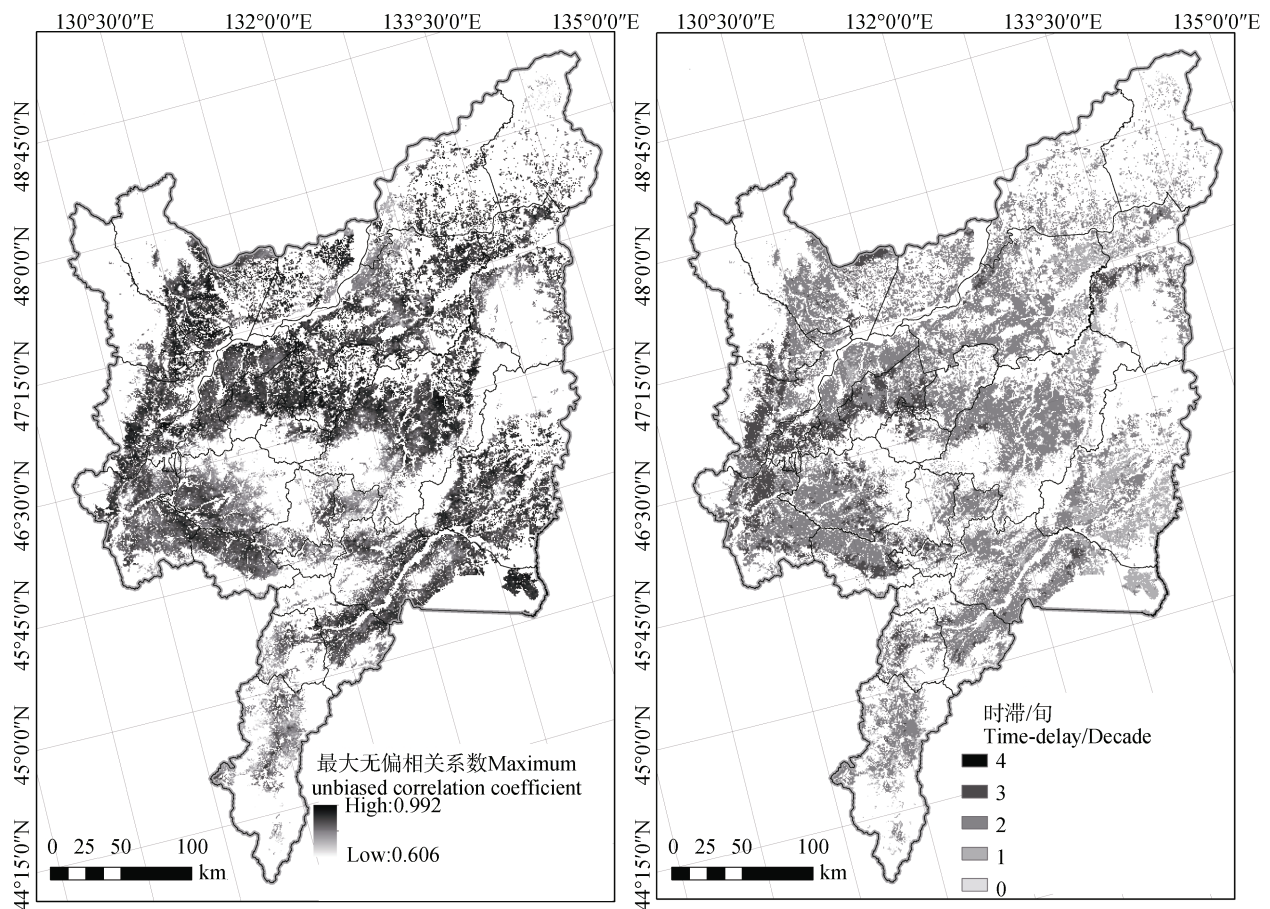 130°30′0″E 132°0′0″E 133°30′0″E 135°0′0″E
48°45′0″N
48°0′0″N
47°15′0″N
46°30′0″N
45°45′0″N
45°0′0″N
44°15′0″N
最大无偏相关系数Maximum
unbiased correlation coefficient
High:0.992
Low:0.606
0 25 50 100
km
130°30′0″E 132°0′0″E 133°30′0″E 135°0′0″E
48°45′0″N
48°0′0″N
47°15′0″N
46°30′0″N
45°45′0″N
45°0′0″N
44°15′0″N
时滞/旬
Time-delay/Decade
4
3
2
1
0
0 25 50 100
km